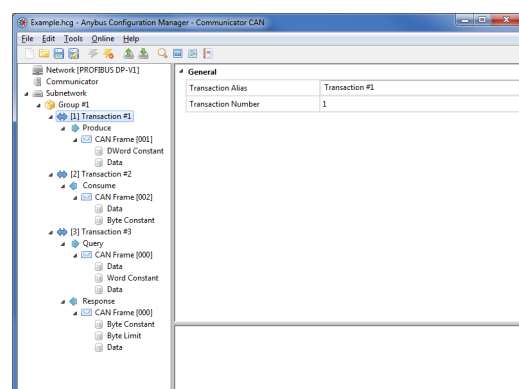 Example.hcg - Anybus Configuration Manager - Communicator CAN
File Edit Tools Online Help
Network [PROFIBUS DP-V1]
Communicator
Subnetwork
Group #1
[1] Transaction #1
Produce
CAN Frame [001]
DWord Constant
Data
[2] Transaction #2
Consume
CAN Frame [002]
Data
Byte Constant
[3] Transaction #3
Query
CAN Frame [000]
Data
Word Constant
Data
Response
CAN Frame [000]
Byte Constant
Byte Limit
Data
General
Transaction Alias Transaction #1
Transaction Number 1